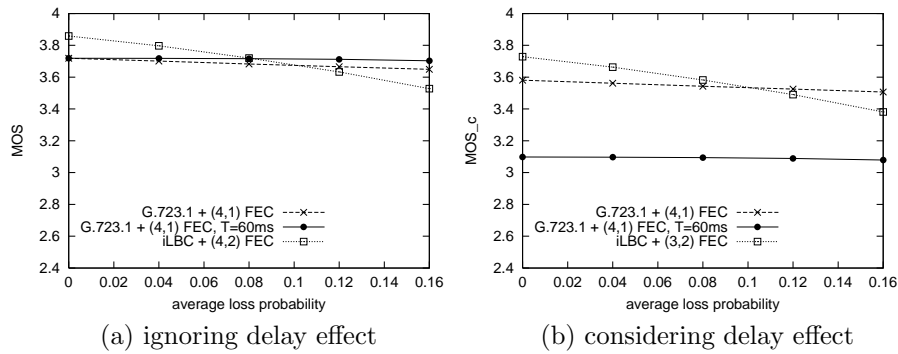 4
3.8
3.6
3.4
3.2
3
2.8
2.6
2.4
MOS
G.723.1 + (4,1) FEC
G.723.1 + (4,1) FEC, T=60ms
iLBC + (4,2) FEC
0 0.02 0.04 0.06 0.08 0.1 0.12 0.14 0.16
average loss probability
(a) ignoring delay effect
4
3.8
3.6
3.4
3.2
3
2.8
2.6
2.4
MOS_c
G.723.1 + (4,1) FEC
G.723.1 + (4,1) FEC, T=60ms
iLBC + (3,2) FEC
0 0.02 0.04 0.06 0.08 0.1 0.12 0.14 0.16
average loss probability
(b) considering delay effect